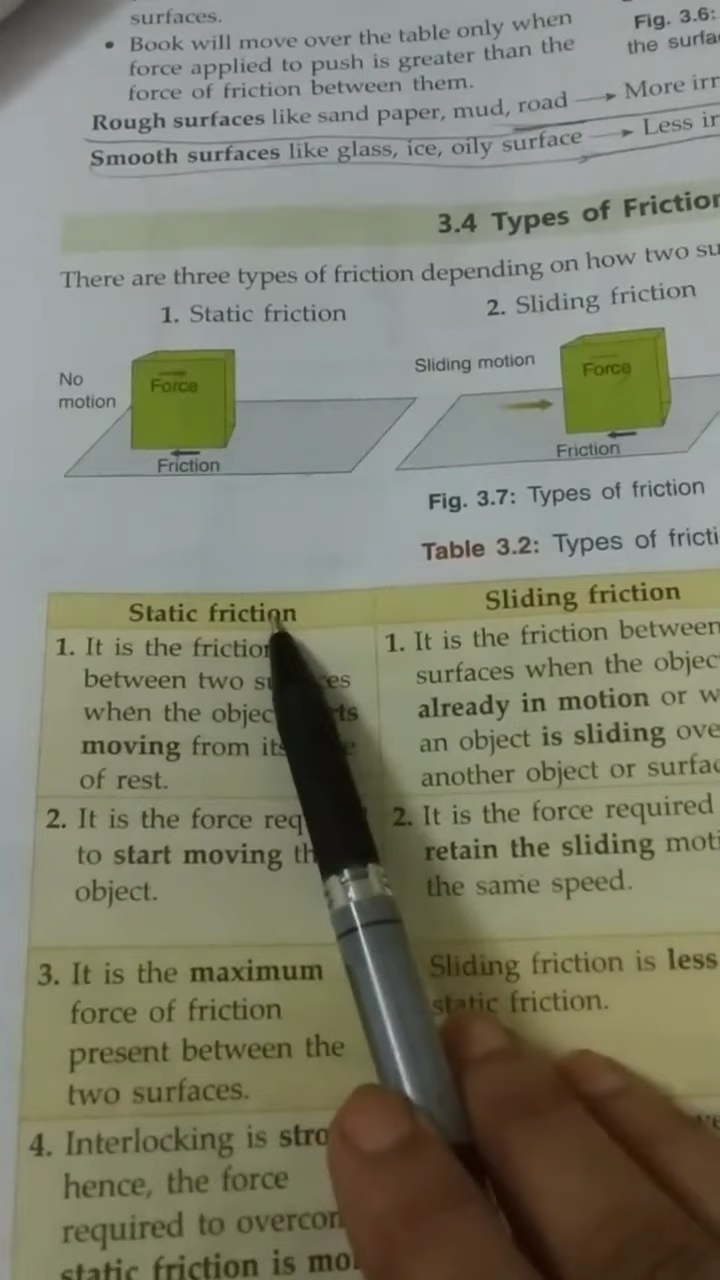 surfaces.
• Book will move over the table only when
force applied to push is greater than the
force of friction between them.
Fig. 3.6:
the surfa
Rough surfaces like sand paper, mud, road → More irr
Smooth surfaces like glass, ice, oily surface → Less ir
3.4 Types of Friction
There are three types of friction depending on how two su
1. Static friction
2. Sliding friction
No
motion
Force
Friction
Sliding motion
Force
Friction
Fig. 3.7: Types of friction
Table 3.2: Types of fricti
Static friction
1. It is the friction
between two
when the objec ts
moving from its
of rest.
2. It is the force req
to start moving th
object.
3. It is the maximum
force of friction
present between the
two surfaces.
4. Interlocking is stro
hence, the force
required to overcom
static friction is mo
Sliding friction
1. It is the friction between
surfaces when the objec
already in motion or w
an object is sliding ove
another object or surfac
2. It is the force required
retain the sliding moti
the same speed.
Sliding friction is less
static friction.